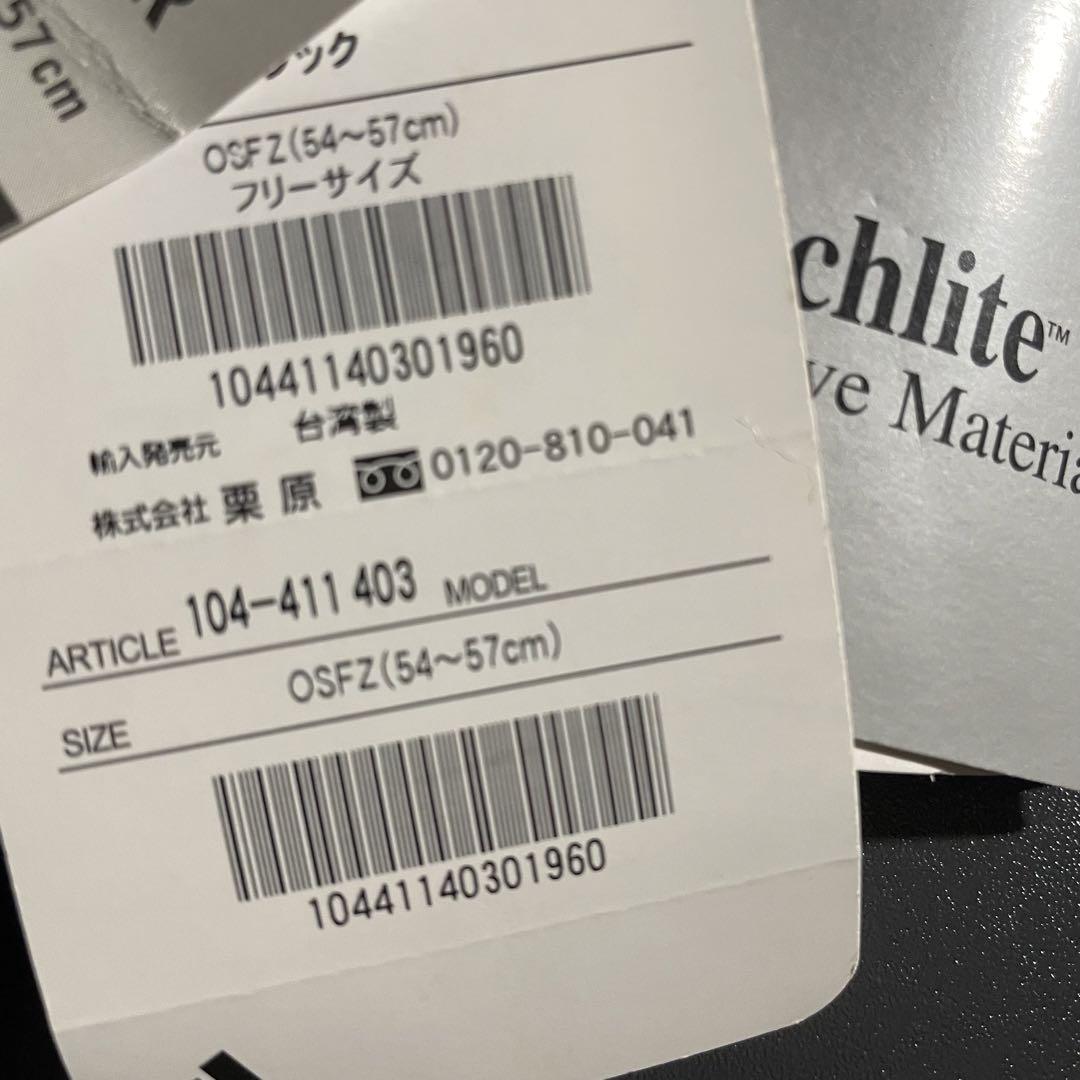 57cm
ック
OSFZ(54～57cm)
フリーサイズ
10441140301960
台湾製
輸入発売元
株式会社 栗原 0120-810-041
ARTICLE 104-411 403 MODEL
SIZE OSFZ(54～57cm)
10441140301960
chlite™
ve Materia